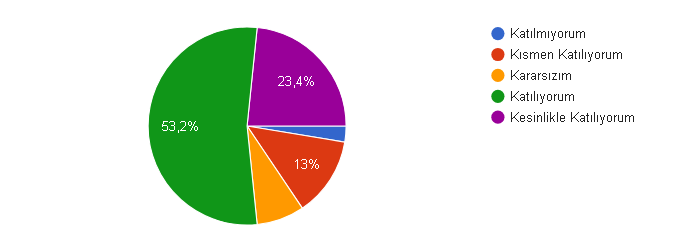 Katılmıyorum
Kısmen Katılıyorum
Kararsızım
Katılıyorum
Kesinlikle Katılıyorum
23,4%
53,2%
13%